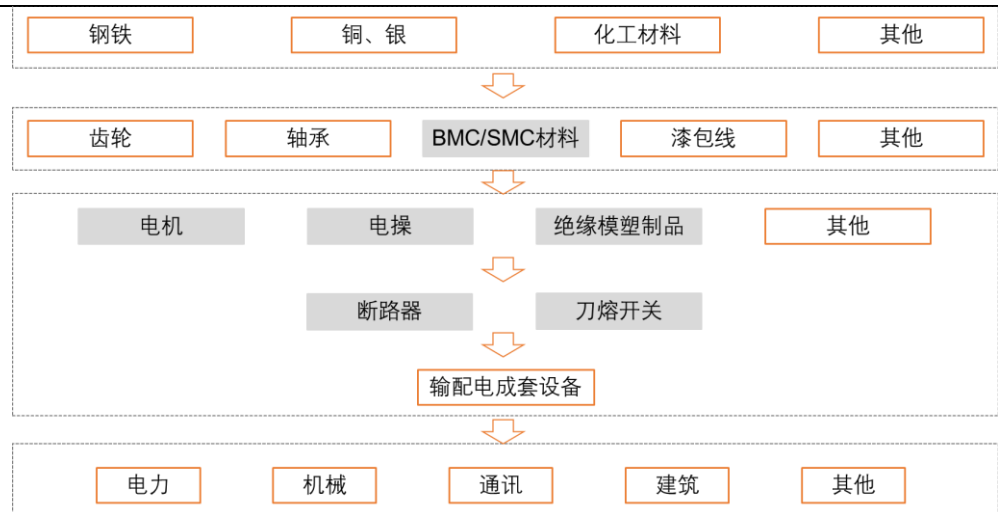 钢铁 铜、银 化工材料 其他
齿轮 轴承 BMC/SMC材料 漆包线 其他
电机 电操 绝缘模塑制品 其他
断路器 刀熔开关
输配电成套设备
电力 机械 通讯 建筑 其他